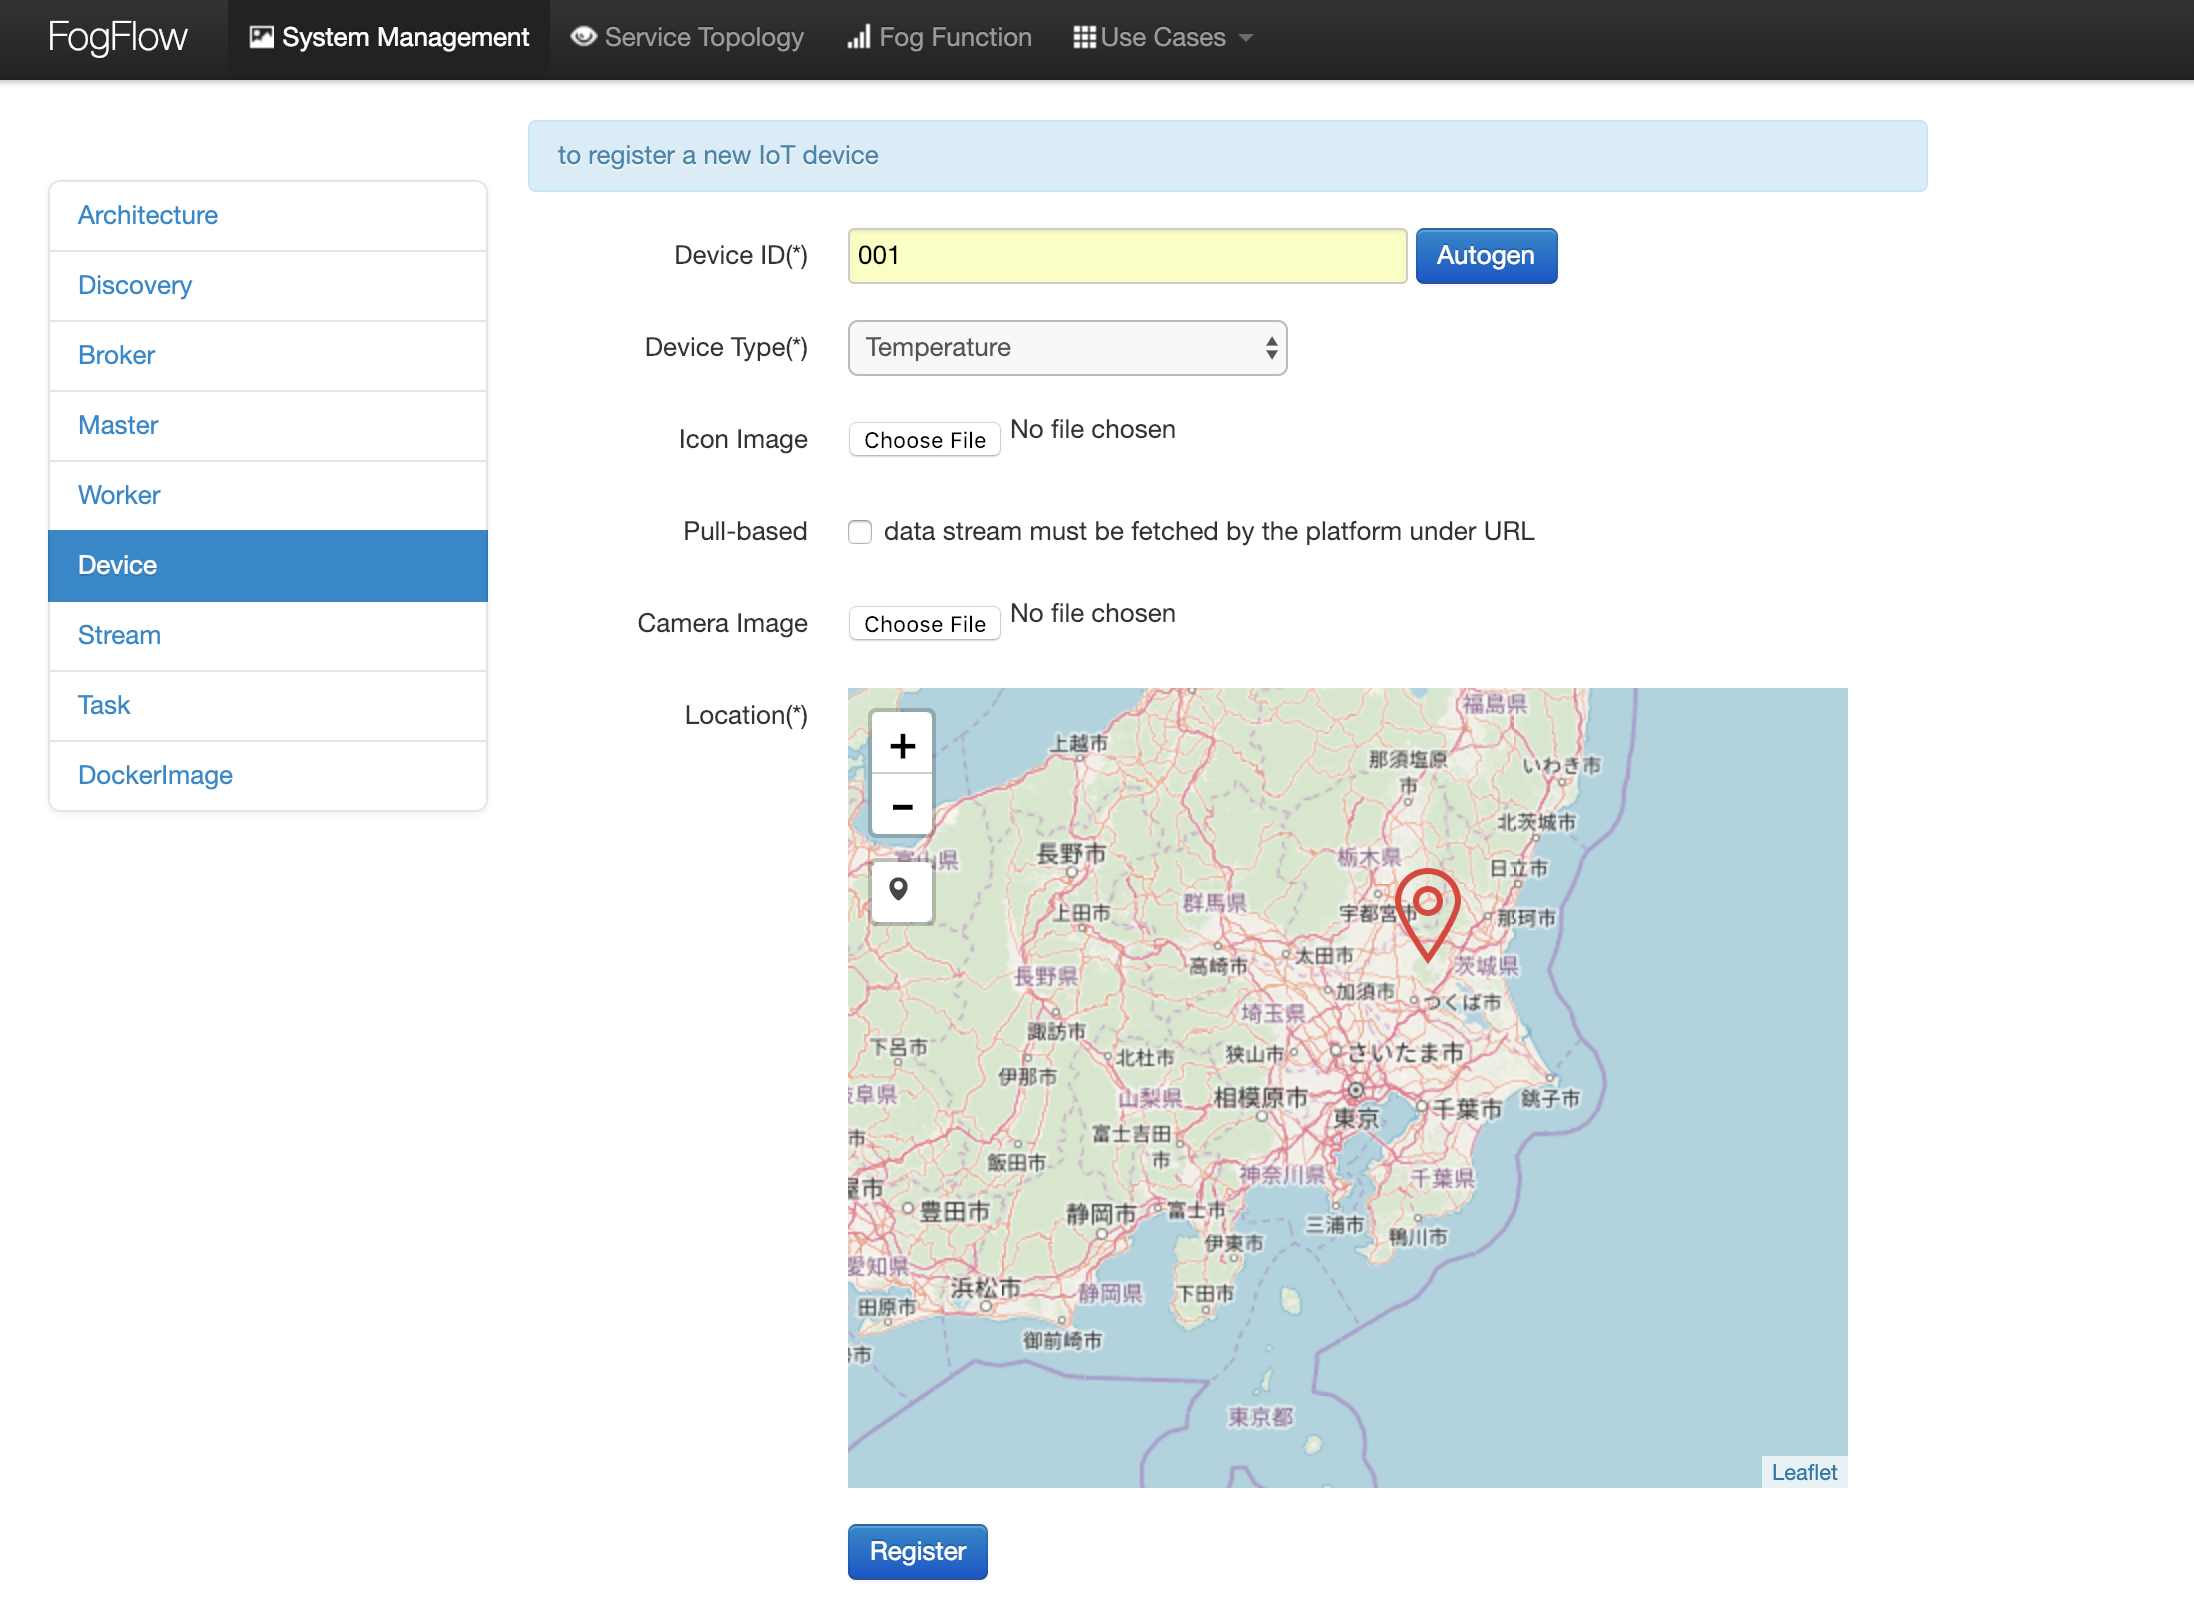 FogFlow
System Management
Service Topology
Fog Function
Use Cases
to register a new IoT device
Architecture
Discovery
Broker
Master
Worker
Device
Stream
Task
DockerImage
Device ID(*)
001
Autogen
Device Type(*)
Temperature
Icon Image
Choose File
No file chosen
Pull-based
data stream must be fetched by the platform under URL
Camera Image
Choose File
No file chosen
Location(*)
+
−
福島県
上越市
那須塩原
市
いわき市
北茨城市
長野市
栃木県
日立市
上田市
群馬県
宇都宮市
那珂市
長野県
高崎市
太田市
茨城県
加須市
つくば市
埼玉県
諏訪市
下呂市
北杜市
狭山市
さいたま市
伊那市
阜県
山梨県
相模原市
千葉市
銚子市
東京
市
富士吉田
市
飯田市
神奈川県
千葉県
屋市
豊田市
静岡市
富士市
三浦市
鴨川市
伊東市
愛知県
浜松市
静岡県
下田市
田原市
御前崎市
市
東京都
Leaflet
Register